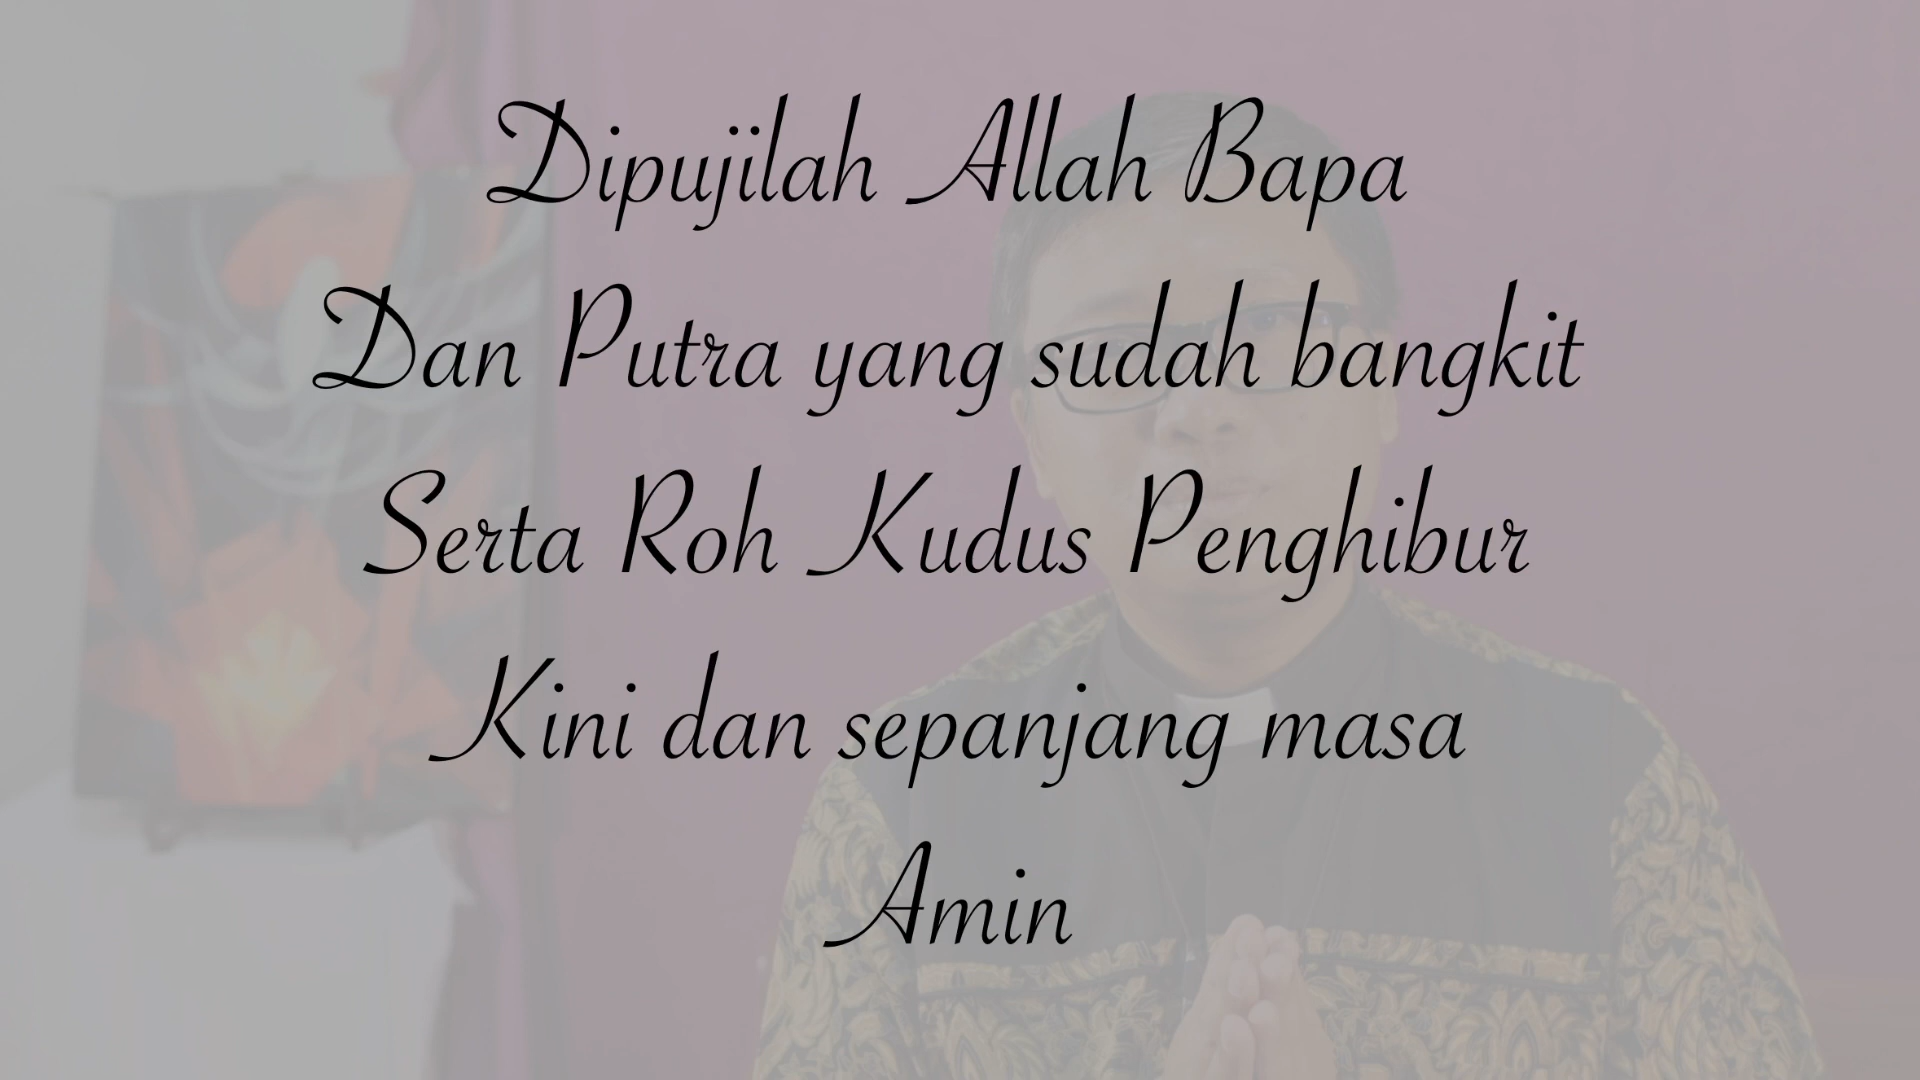 Dipujilah Allah Bapa
Dan Putra yang sudah bangkit
Serta Roh Kudus Penghibur
Kini dan sepanjang masa
Amin